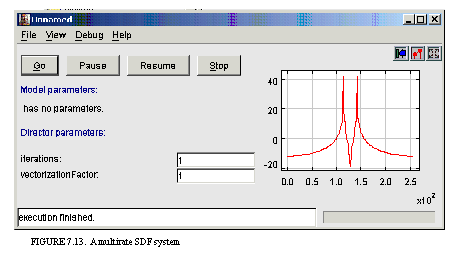 Unnamed
File View Debug Help
Go Pause Resume Stop
Model parameters:
has no parameters.
Director parameters:
iterations: 1
vectorizationFactor: 1
40
20
0
-20
0.0 0.5 1.0 1.5 2.0 2.5
x10²
execution finished.
FIGURE 7.13. A multirate SDF system